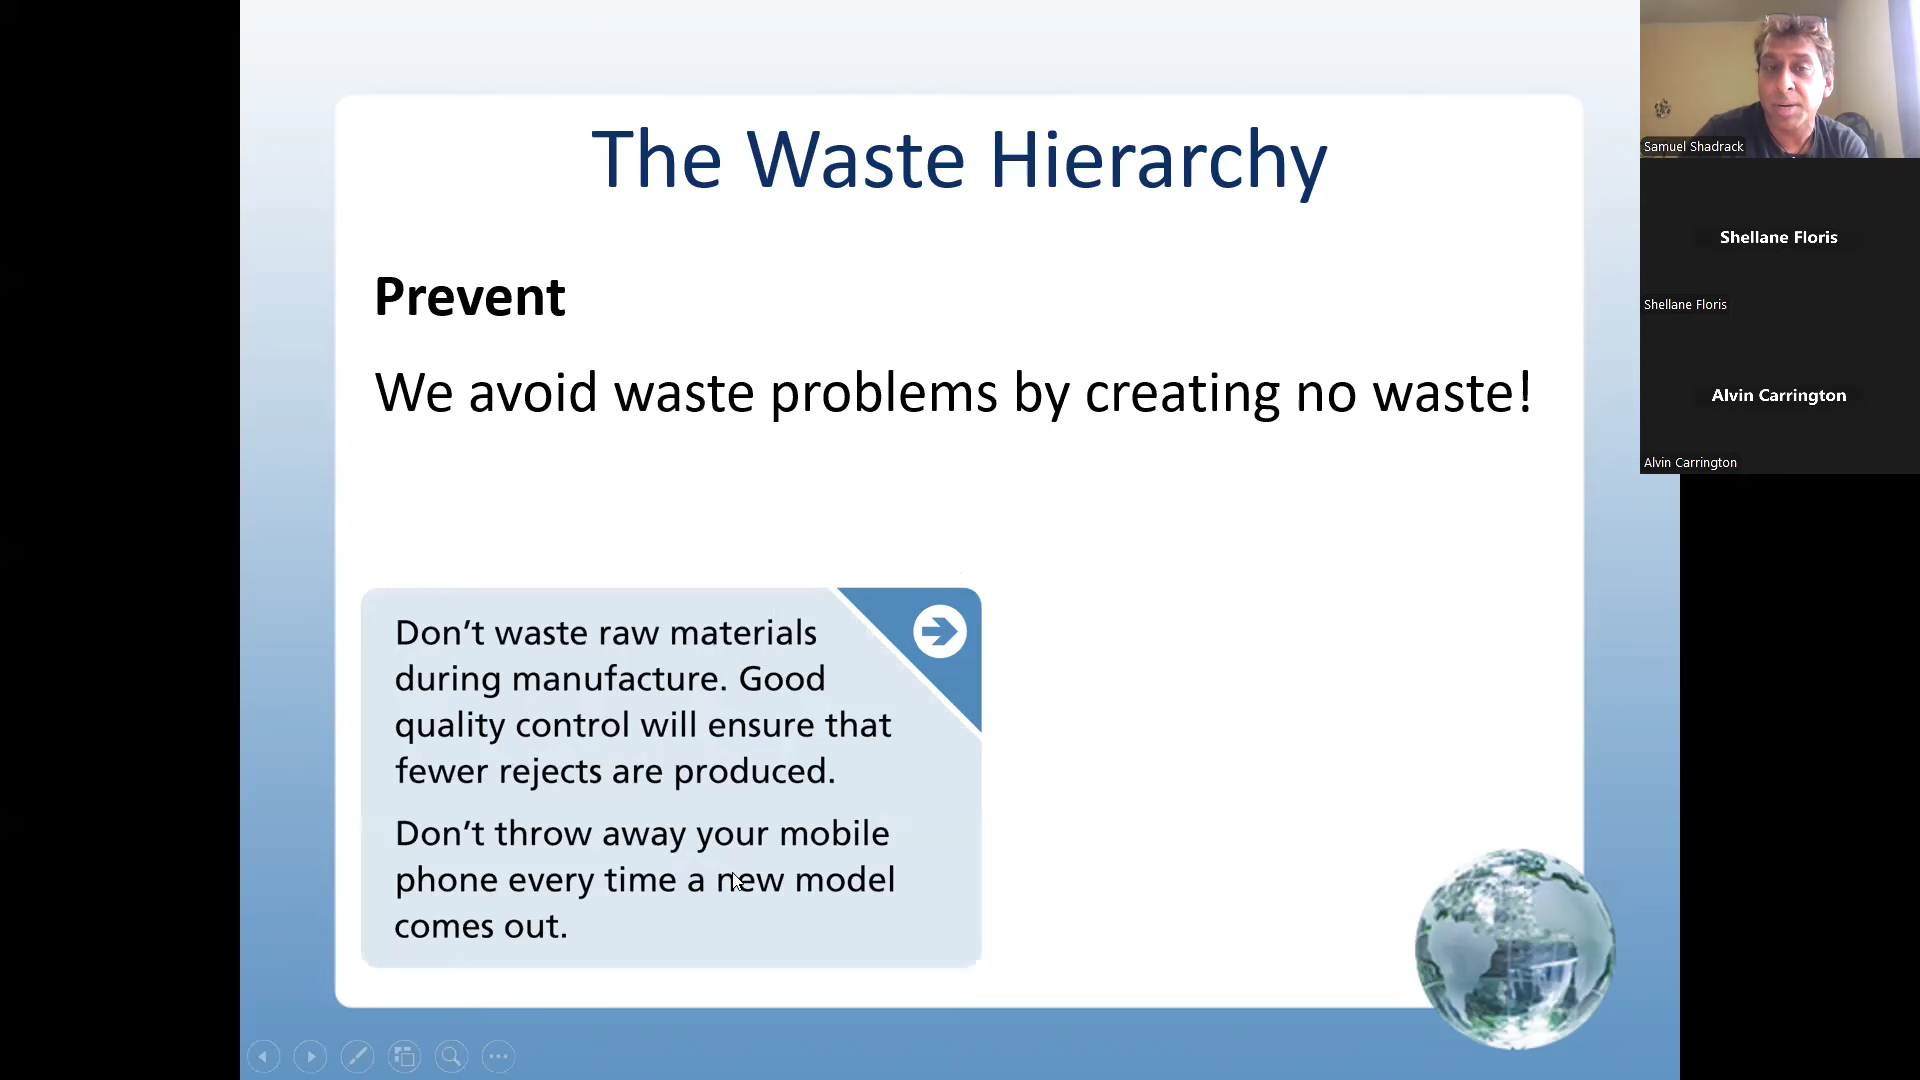 The Waste Hierarchy
Prevent
We avoid waste problems by creating no waste!
Don’t waste raw materials
during manufacture. Good
quality control will ensure that
fewer rejects are produced.
Don’t throw away your mobile
phone every time a new model
comes out.
Samuel Shadrack
Shellane Floris
Shellane Floris
Alvin Carrington
Alvin Carrington